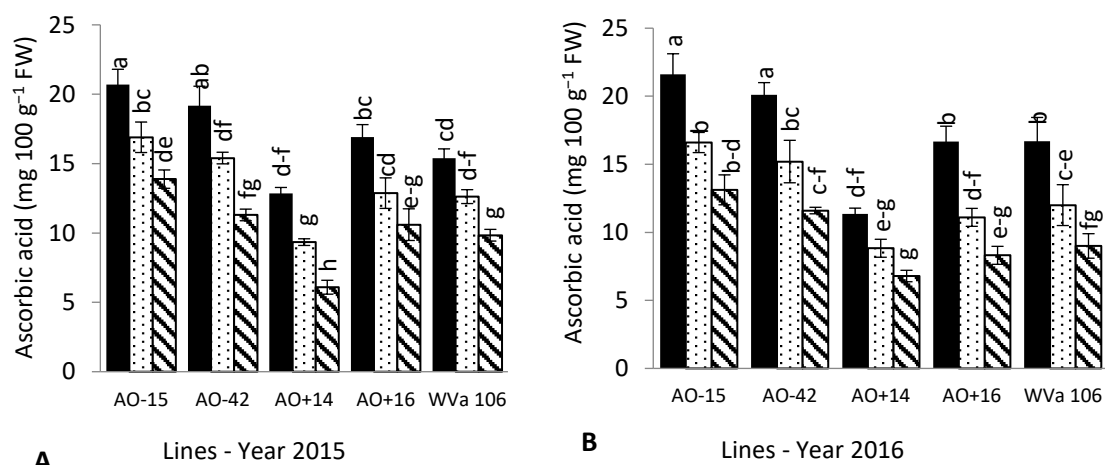 Ascorbic acid (mg 100 g⁻¹ FW)
25
20
15
10
5
0
a
bc
de
ab
df
fg
d-f
g
h
bc
cd
e-g
cd
d-f
g
AO-15 AO-42 AO+14 AO+16 WVa 106
A
Lines - Year 2015
Ascorbic acid (mg 100 g⁻¹ FW)
25
20
15
10
5
0
a
b
b-d
a
bc
c-f
d-f
e-g
g
b
d-f
e-g
b
c-e
fg
AO-15 AO-42 AO+14 AO+16 WVa 106
B
Lines - Year 2016